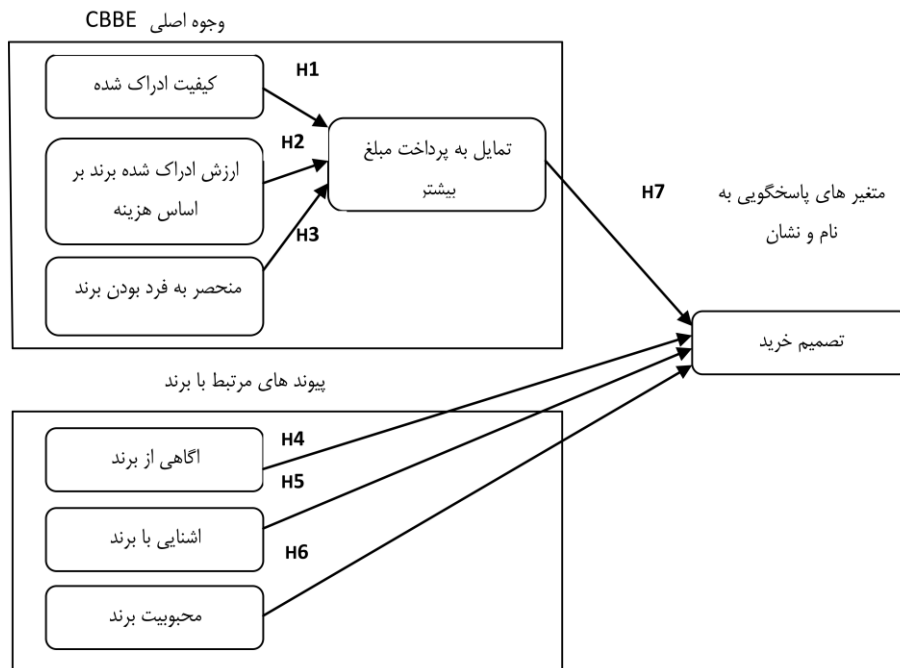 وجوه اصلی CBBE
کیفیت ادراک شده
H1
ارزش ادراک شده برند بر
اساس هزینه
H2
منحصر به فرد بودن برند
H3
تمایل به پرداخت مبلغ
بیشتر
H7
متغیر های پاسخگویی به
نام و نشان
تصمیم خرید
پیوند های مرتبط با برند
اگاهی از برند
H4
اشنایی با برند
H5
محبوبیت برند
H6